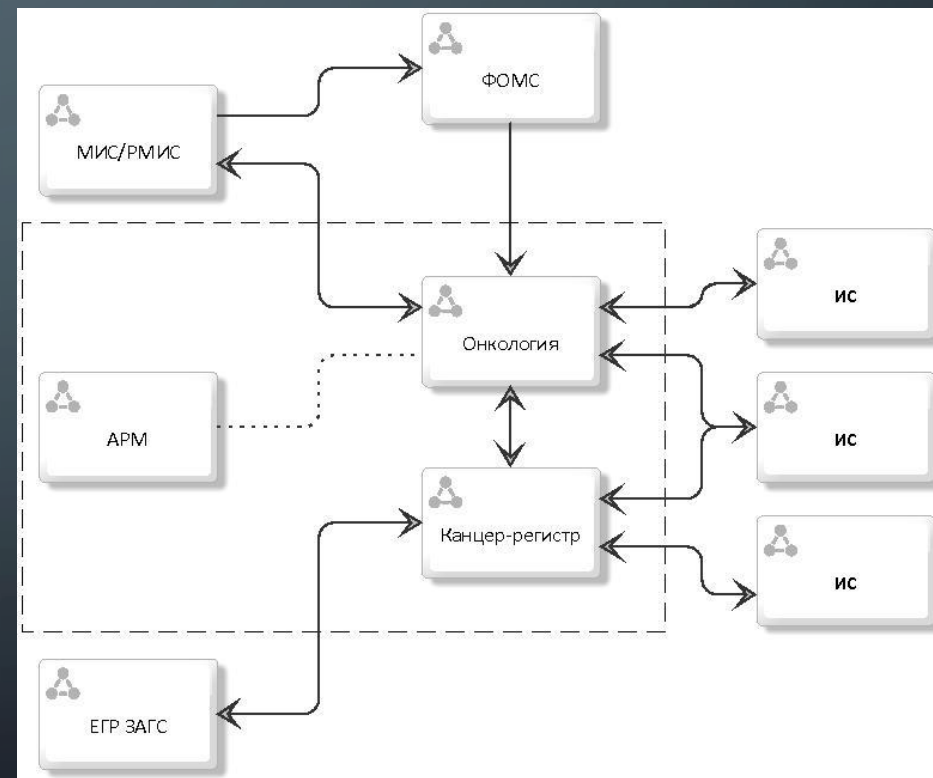 ФОМС
МИС/РМИС
ИС
Онкология
АРМ
ИС
Канцер-регистр
ИС
ЕГР ЗАГС